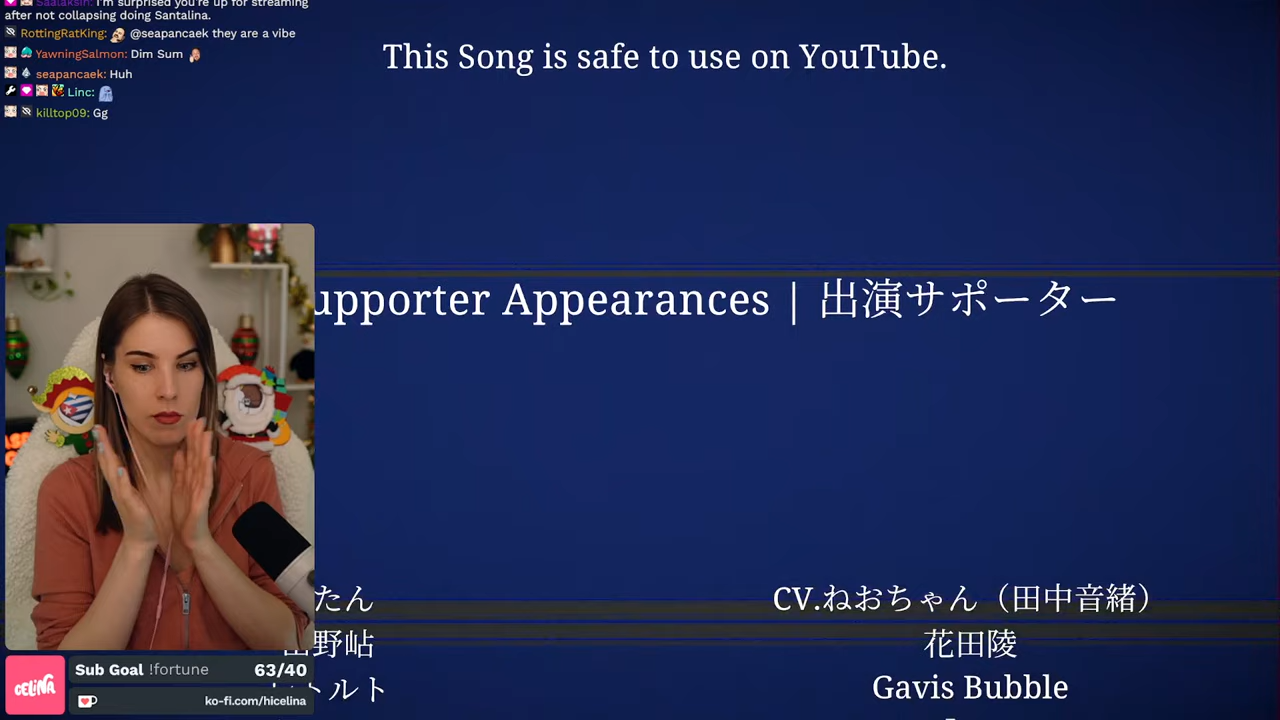 Saalaksin: I'm surprised you're up for streaming
after not collapsing doing Santalina.
RottingRatKing: @seapancaek they are a vibe
YawningSalmon: Dim Sum
seapancaek: Huh
Linc:
killtop09: Gg
This Song is safe to use on YouTube.
upporter Appearances | 出演サポーター
たん
CV.ねおちゃん（田中音緒）
野岾
花田陵
トルト
Gavis Bubble
CELINA
Sub Goal !fortune 63/40
ko-fi.com/hicelina